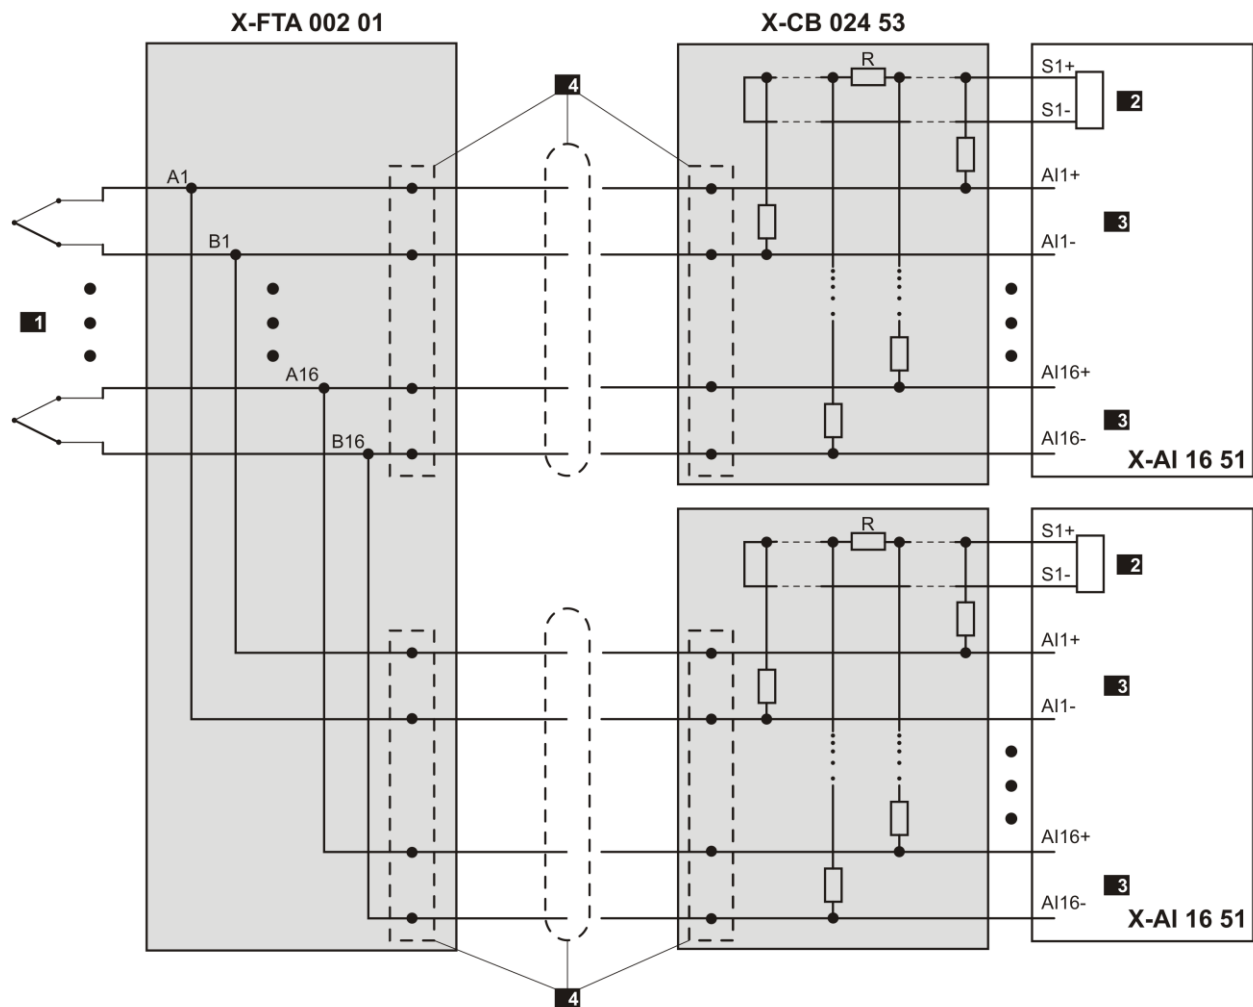 X-FTA 002 01
X-CB 024 53
R
S1+
4
2
S1-
A1
AI1+
3
B1
AI1-
1
A16
AI16+
3
B16
AI16-
X-AI 16 51
R
S1+
2
S1-
AI1+
3
AI1-
AI16+
3
AI16-
X-AI 16 51
4